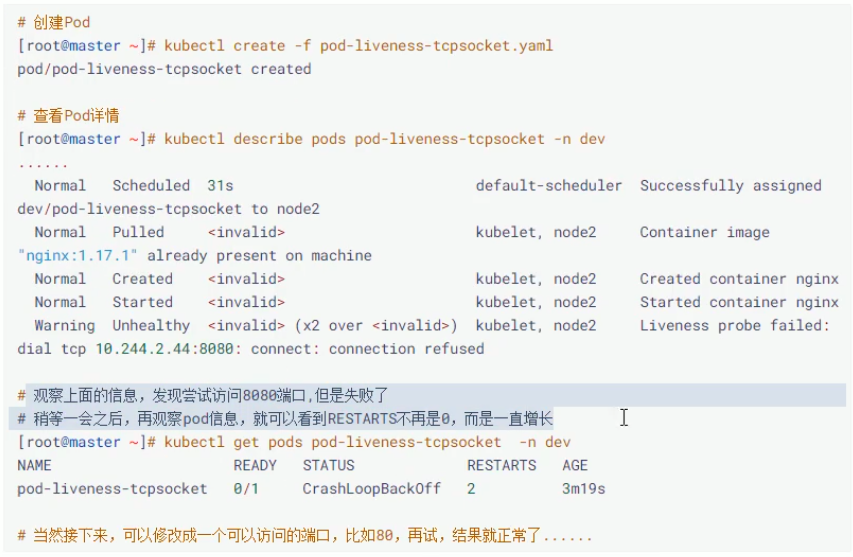 # 创建Pod
[root@master ~]# kubectl create -f pod-liveness-tcpsocket.yaml
pod/pod-liveness-tcpsocket created
# 查看Pod详情
[root@master ~]# kubectl describe pods pod-liveness-tcpsocket -n dev
......
Normal Scheduled 31s default-scheduler Successfully assigned
dev/pod-liveness-tcpsocket to node2
Normal Pulled <invalid> kubelet, node2 Container image
"nginx:1.17.1" already present on machine
Normal Created <invalid> kubelet, node2 Created container nginx
Normal Started <invalid> kubelet, node2 Started container nginx
Warning Unhealthy <invalid> (x2 over <invalid>) kubelet, node2 Liveness probe failed:
dial tcp 10.244.2.44:8080: connect: connection refused
# 观察上面的信息，发现尝试访问8080端口,但是失败了
# 稍等一会之后，再观察pod信息，就可以看到RESTARTS不再是0，而是一直增长
[root@master ~]# kubectl get pods pod-liveness-tcpsocket -n dev
NAME READY STATUS RESTARTS AGE
pod-liveness-tcpsocket 0/1 CrashLoopBackOff 2 3m19s
# 当然接下来，可以修改成一个可以访问的端口，比如80，再试，结果就正常了......